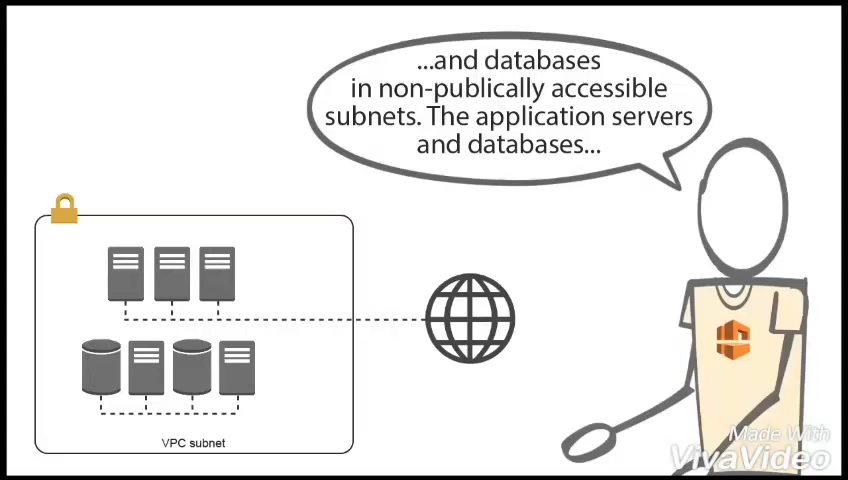 ...and databases
in non-publically accessible
subnets. The application servers
and databases...
VPC subnet
Made With
VivaVideo